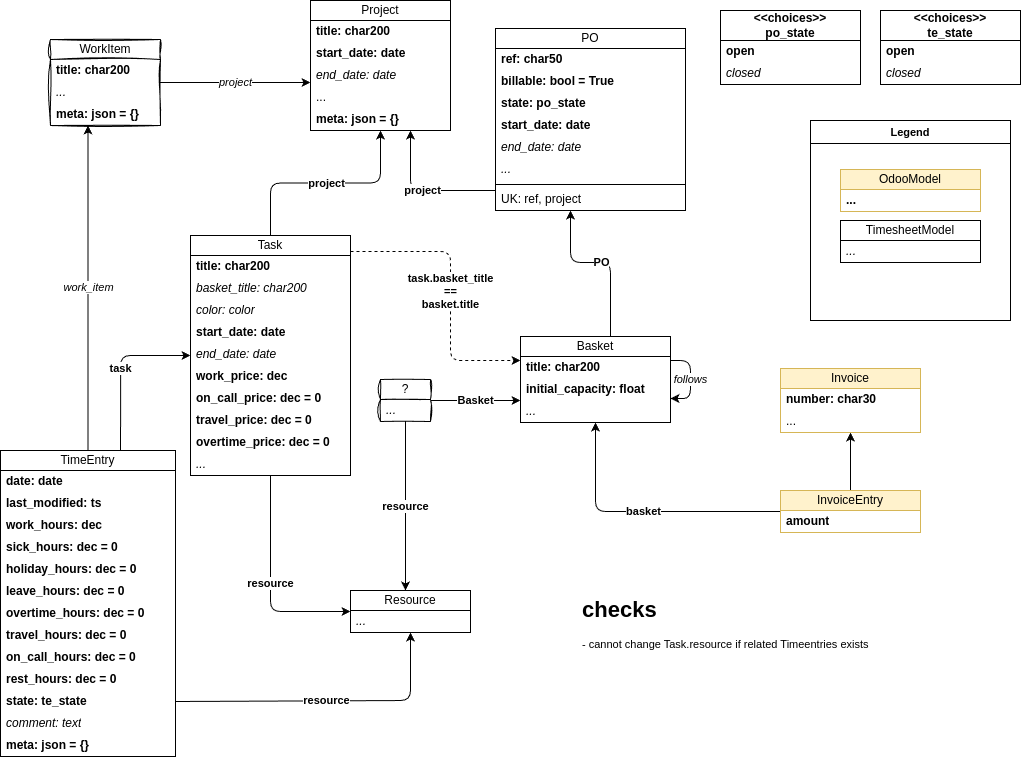 Project
title: char200
start_date: date
end_date: date
...
meta: json = {}
WorkItem
title: char200
...
meta: json = {}
project
PO
ref: char50
billable: bool = True
state: po_state
start_date: date
end_date: date
...
UK: ref, project
<<choices>>
po_state
open
closed
<<choices>>
te_state
open
closed
Legend
OdooModel
...
TimesheetModel
...
project
project
Task
title: char200
basket_title: char200
color: color
start_date: date
end_date: date
work_price: dec
on_call_price: dec = 0
travel_price: dec = 0
overtime_price: dec = 0
...
task.basket_title
==
basket.title
PO
work_item
task
Basket
title: char200
initial_capacity: float
...
follows
?
...
Basket
resource
Invoice
number: char30
...
InvoiceEntry
amount
basket
TimeEntry
date: date
last_modified: ts
work_hours: dec
sick_hours: dec = 0
holiday_hours: dec = 0
leave_hours: dec = 0
overtime_hours: dec = 0
travel_hours: dec = 0
on_call_hours: dec = 0
rest_hours: dec = 0
state: te_state
comment: text
meta: json = {}
resource
Resource
...
resource
checks
- cannot change Task.resource if related Timeentries exists